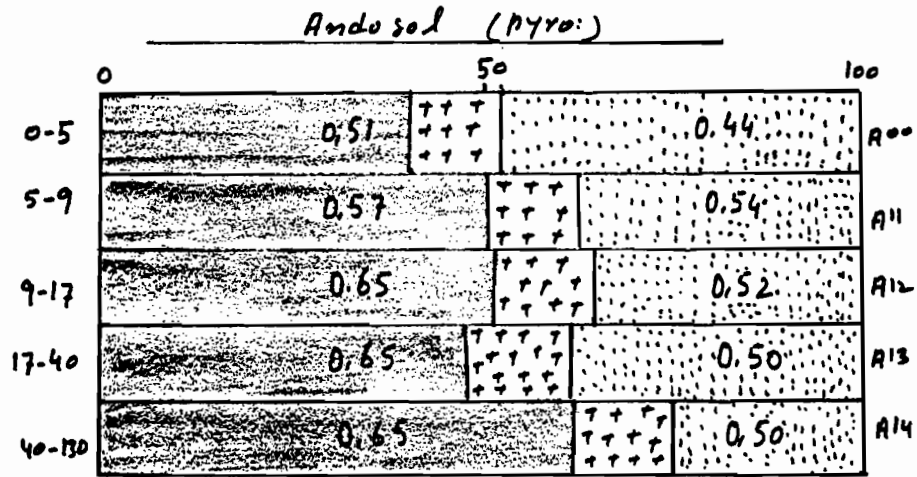 Andosol (pyro:)
0 50 100
0-5 0,51 0.44 A00
5-9 0.57 0.54 A11
9-17 0.65 0.52 A12
17-40 0,65 0.50 A13
40-130 0,65 0,50 A14